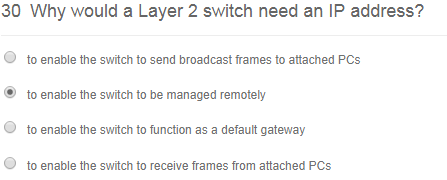 30 Why would a Layer 2 switch need an IP address?
to enable the switch to send broadcast frames to attached PCs
to enable the switch to be managed remotely
to enable the switch to function as a default gateway
to enable the switch to receive frames from attached PCs